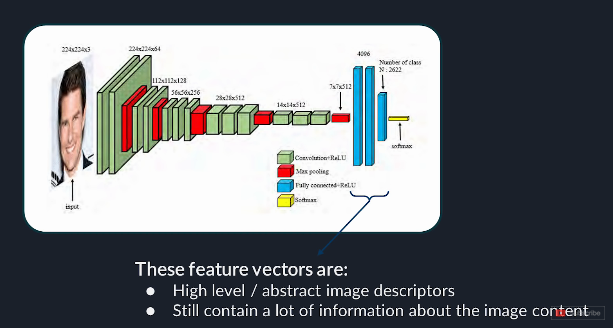 224x224x3
224x224x64
112x112x128
56x56x256
28x28x512
14x14x512
7x7x512
4096
Number of class
N : 2622
input
softmax
Convolution+ReLU
Max pooling
Fully connected+ReLU
Softmax
These feature vectors are:
● High level / abstract image descriptors
● Still contain a lot of information about the image content